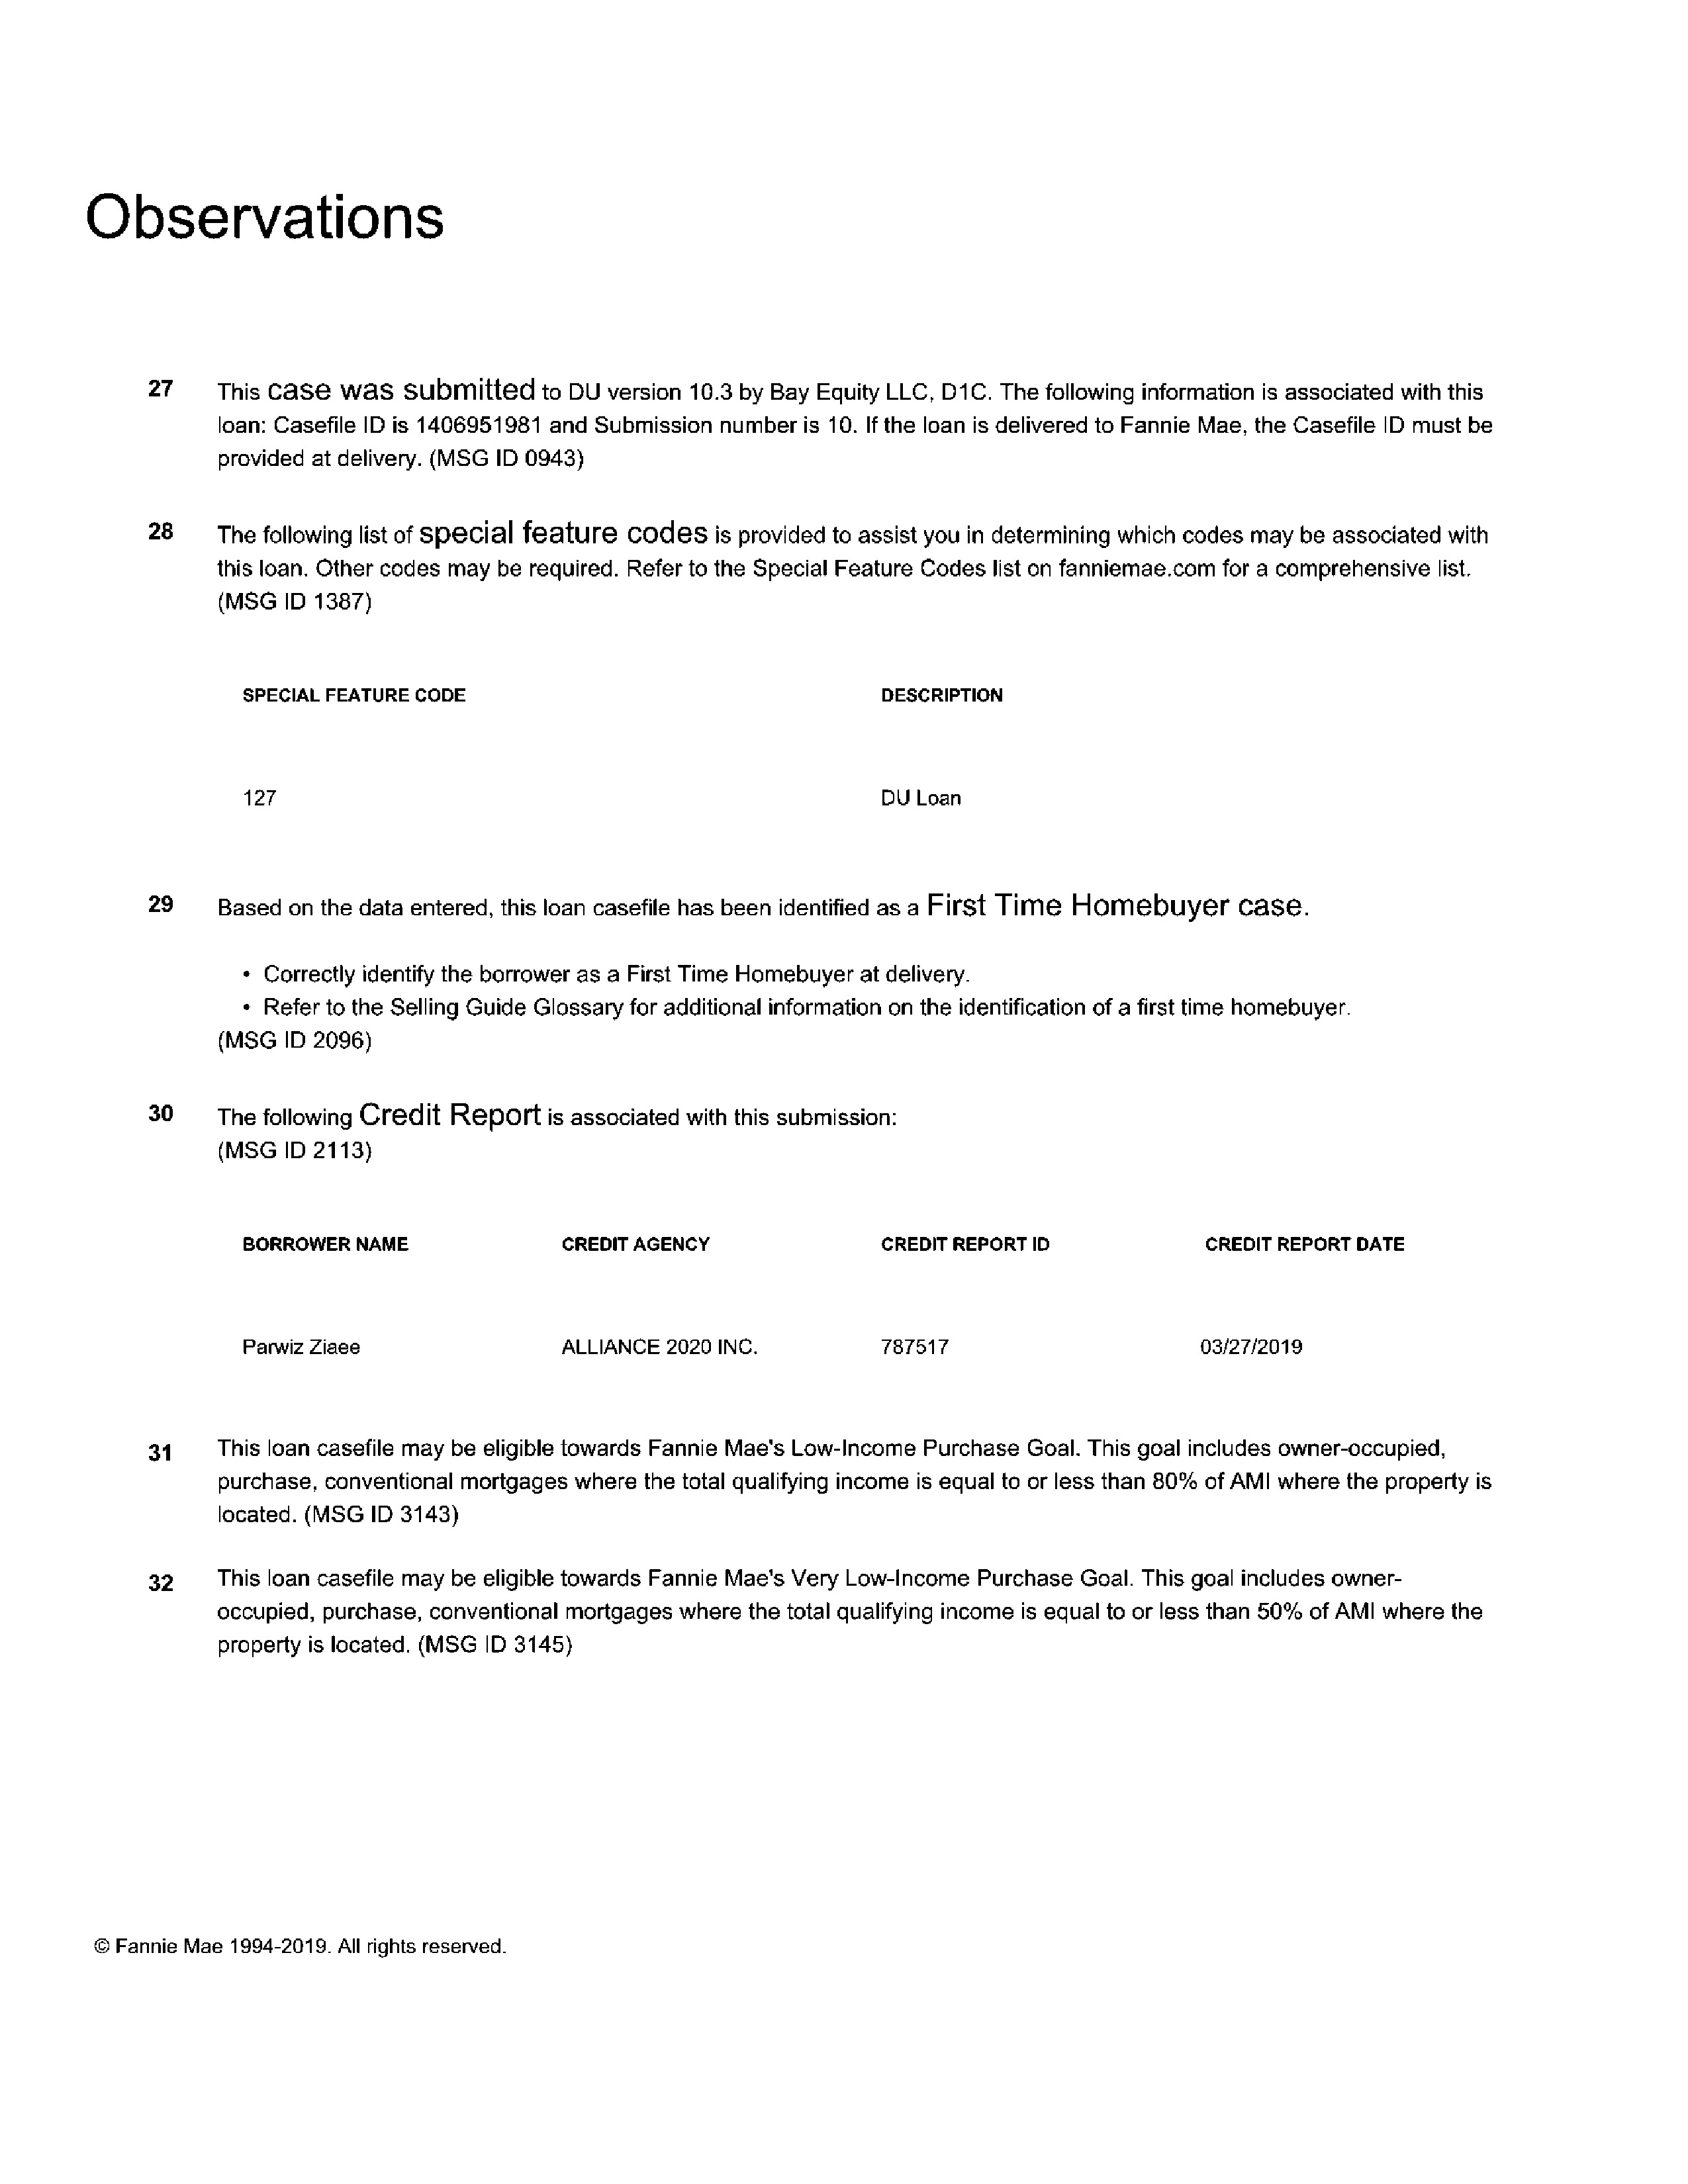 Observations
27 This case was submitted to DU version 10.3 by Bay Equity LLC, D1C. The following information is associated with this
loan: Casefile ID is 1406951981 and Submission number is 10. If the loan is delivered to Fannie Mae, the Casefile ID must be
provided at delivery. (MSG ID 0943)
28 The following list of special feature codes is provided to assist you in determining which codes may be associated with
this loan. Other codes may be required. Refer to the Special Feature Codes list on fanniemae.com for a comprehensive list.
(MSG ID 1387)
SPECIAL FEATURE CODE DESCRIPTION
127 DU Loan
29 Based on the data entered, this loan casefile has been identified as a First Time Homebuyer case.
• Correctly identify the borrower as a First Time Homebuyer at delivery.
• Refer to the Selling Guide Glossary for additional information on the identification of a first time homebuyer.
(MSG ID 2096)
30 The following Credit Report is associated with this submission:
(MSG ID 2113)
BORROWER NAME CREDIT AGENCY CREDIT REPORT ID CREDIT REPORT DATE
Parwiz Ziaee ALLIANCE 2020 INC. 787517 03/27/2019
31 This loan casefile may be eligible towards Fannie Mae's Low-Income Purchase Goal. This goal includes owner-occupied,
purchase, conventional mortgages where the total qualifying income is equal to or less than 80% of AMI where the property is
located. (MSG ID 3143)
32 This loan casefile may be eligible towards Fannie Mae's Very Low-Income Purchase Goal. This goal includes owner-
occupied, purchase, conventional mortgages where the total qualifying income is equal to or less than 50% of AMI where the
property is located. (MSG ID 3145)
© Fannie Mae 1994-2019. All rights reserved.